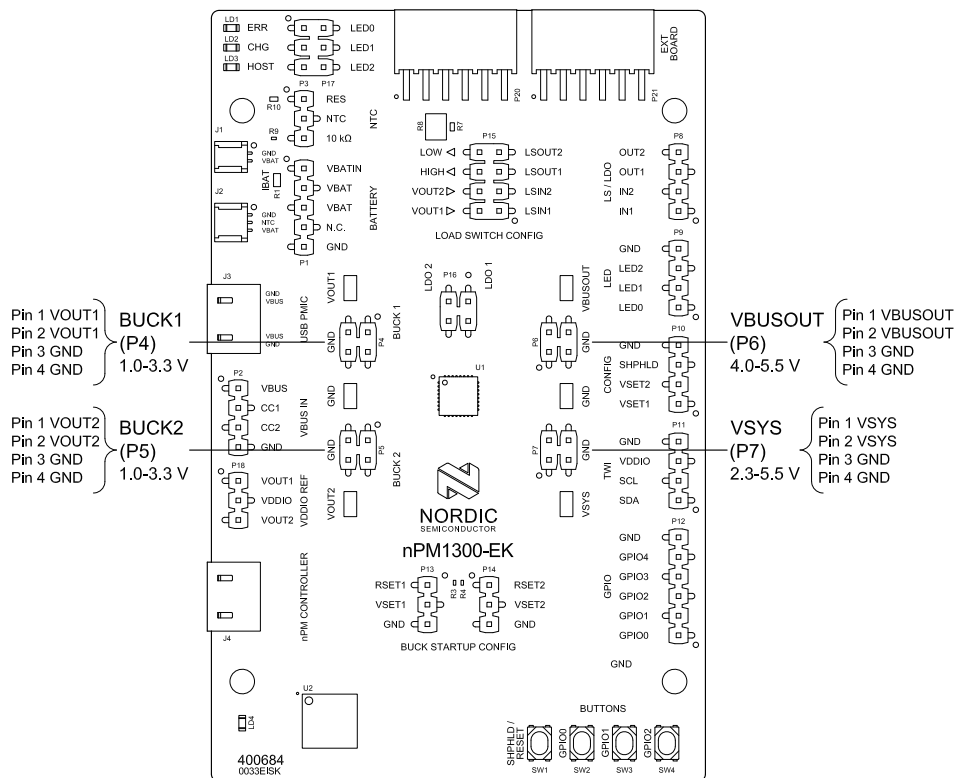 LD1 ERR
LD2 CHG
LD3 HOST
LED0
LED1
LED2
P3 P17
P20
P21
EXT
BOARD
R10
RES
NTC
10 kΩ
NTC
R9
J1
GND
VBAT
J2
GND
NTC
VBAT
IBAT
R1
VBATIN
VBAT
VBAT
N.C.
GND
BATTERY
P1
R8
R7
P15
LOW LSOUT2
HIGH LSOUT1
VOUT2 LSIN2
VOUT1 LSIN1
LOAD SWITCH CONFIG
P8
OUT2
OUT1
IN2
IN1
LS / LDO
P9
GND
LED2
LED1
LED0
LED
J3
GND
VBUS
VBUS
GND
USB PMIC
VOUT1
LDO 2
P16
LDO 1
VBUSOUT
Pin 1 VOUT1
Pin 2 VOUT1
Pin 3 GND
Pin 4 GND
BUCK1
(P4)
1.0-3.3 V
GND
P4
BUCK 1
P6
GND
VBUSOUT
(P6)
4.0-5.5 V
Pin 1 VBUSOUT
Pin 2 VBUSOUT
Pin 3 GND
Pin 4 GND
P10
GND
SHPHLD
VSET2
VSET1
CONFIG
U1
P2
VBUS
CC1
CC2
GND
VBUS IN
GND
GND
Pin 1 VOUT2
Pin 2 VOUT2
Pin 3 GND
Pin 4 GND
BUCK2
(P5)
1.0-3.3 V
GND
P5
BUCK 2
P7
GND
VSYS
(P7)
2.3-5.5 V
Pin 1 VSYS
Pin 2 VSYS
Pin 3 GND
Pin 4 GND
P11
GND
VDDIO
SCL
SDA
TWI
P18
VOUT1
VDDIO
VOUT2
VDDIO REF
VOUT2
VSYS
NORDIC
SEMICONDUCTOR
nPM1300-EK
P12
GND
GPIO4
GPIO3
GPIO2
GPIO1
GPIO0
GPIO
GND
nPM CONTROLLER
J4
P13
RSET1
VSET1
GND
R3
R4
P14
RSET2
VSET2
GND
BUCK STARTUP CONFIG
U2
LD4
400684
0033EISK
BUTTONS
SHPHLD /
RESET
GPIO0
GPIO1
GPIO2
SW1 SW2 SW3 SW4